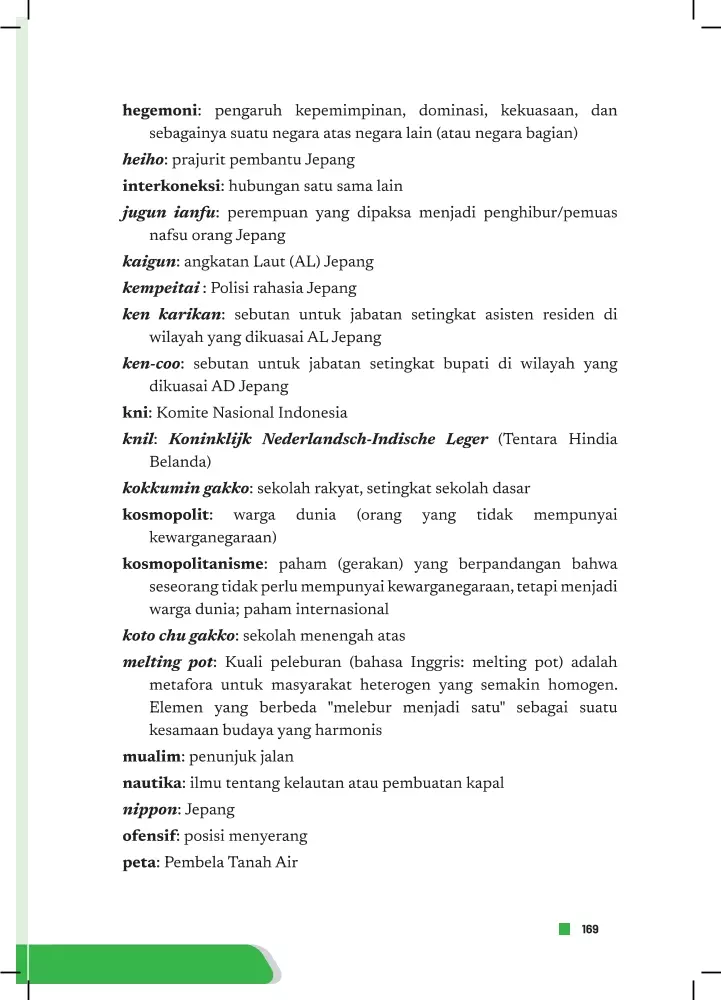 hegemoni: pengaruh kepemimpinan, dominasi, kekuasaan, dan
sebagainya suatu negara atas negara lain (atau negara bagian)
heiho: prajurit pembantu Jepang
interkoneksi: hubungan satu sama lain
jugun ianfu: perempuan yang dipaksa menjadi penghibur/pemuas
nafsu orang Jepang
kaigun: angkatan Laut (AL) Jepang
kempeitai : Polisi rahasia Jepang
ken karikan: sebutan untuk jabatan setingkat asisten residen di
wilayah yang dikuasai AL Jepang
ken-coo: sebutan untuk jabatan setingkat bupati di wilayah yang
dikuasai AD Jepang
kni: Komite Nasional Indonesia
knil: Koninklijk Nederlandsch-Indische Leger (Tentara Hindia
Belanda)
kokkumin gakko: sekolah rakyat, setingkat sekolah dasar
kosmopolit: warga dunia (orang yang tidak mempunyai
kewarganegaraan)
kosmopolitanisme: paham (gerakan) yang berpandangan bahwa
seseorang tidak perlu mempunyai kewarganegaraan, tetapi menjadi
warga dunia; paham internasional
koto chu gakko: sekolah menengah atas
melting pot: Kuali peleburan (bahasa Inggris: melting pot) adalah
metafora untuk masyarakat heterogen yang semakin homogen.
Elemen yang berbeda "melebur menjadi satu" sebagai suatu
kesamaan budaya yang harmonis
mualim: penunjuk jalan
nautika: ilmu tentang kelautan atau pembuatan kapal
nippon: Jepang
ofensif: posisi menyerang
peta: Pembela Tanah Air
169